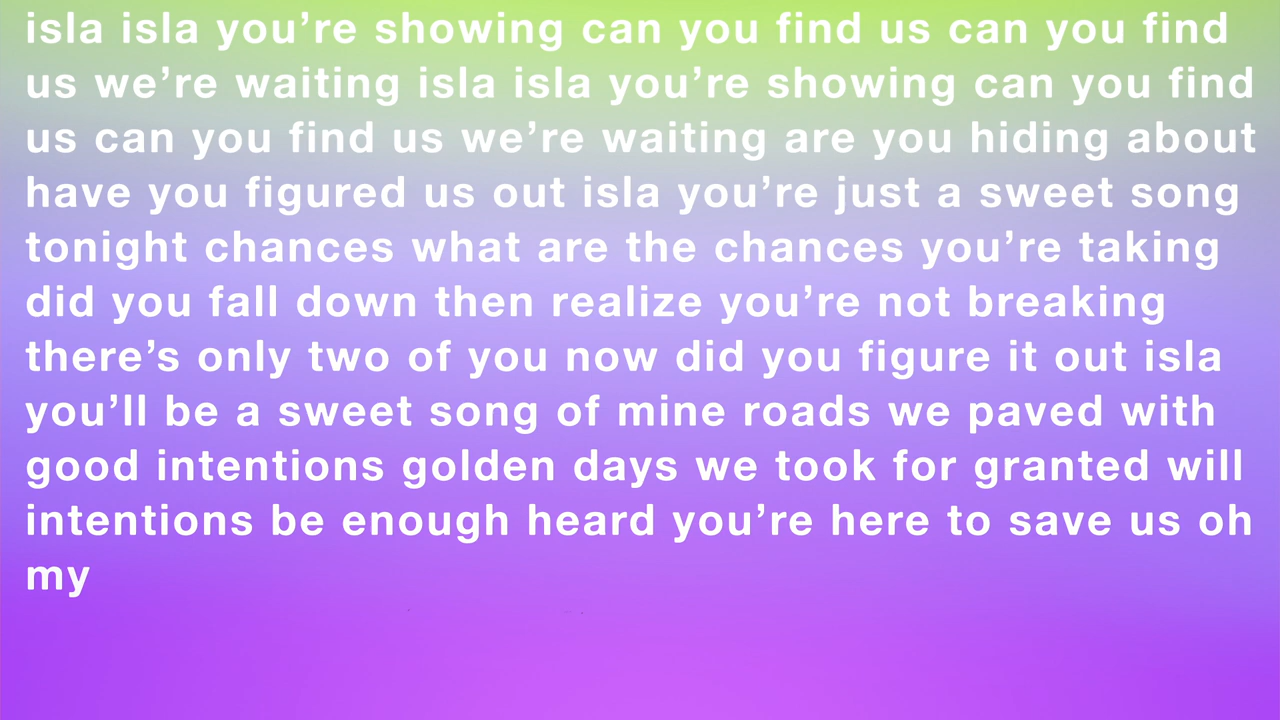 isla isla you’re showing can you find us can you find
us we’re waiting isla isla you’re showing can you find
us can you find us we’re waiting are you hiding about
have you figured us out isla you’re just a sweet song
tonight chances what are the chances you’re taking
did you fall down then realize you’re not breaking
there’s only two of you now did you figure it out isla
you’ll be a sweet song of mine roads we paved with
good intentions golden days we took for granted will
intentions be enough heard you’re here to save us oh
my